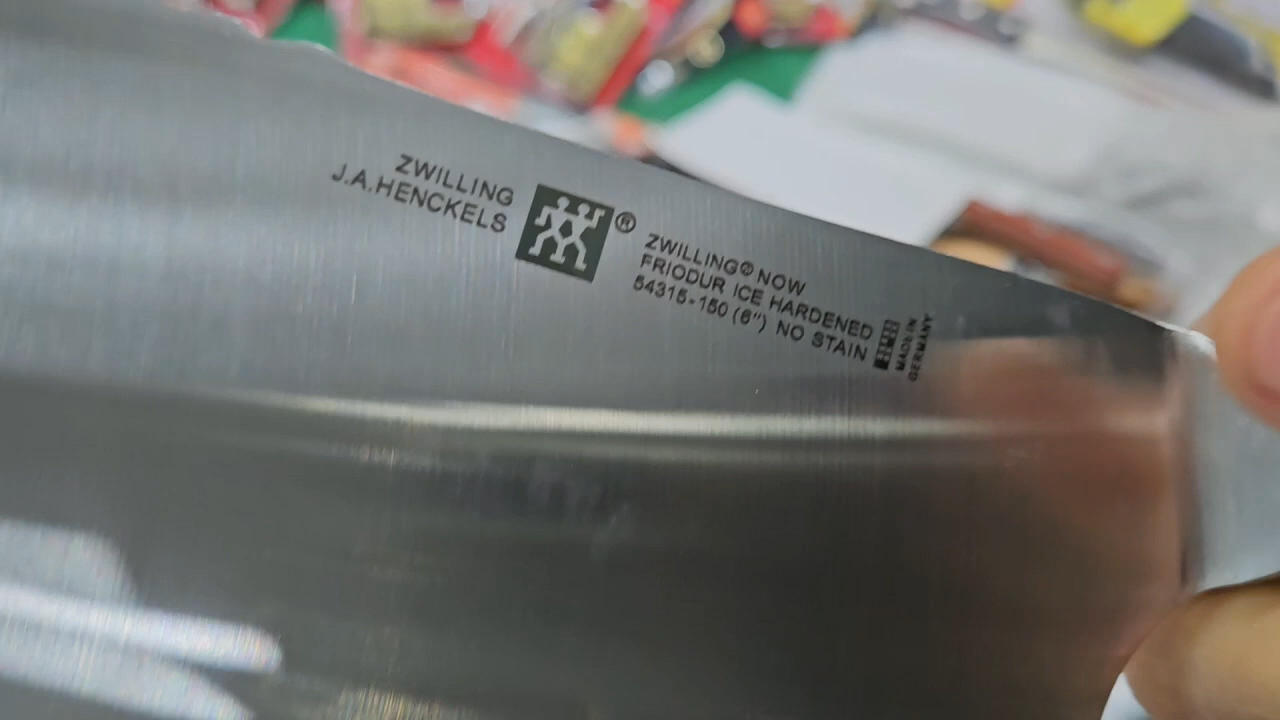 ZWILLING
J.A.HENCKELS
®
ZWILLING® NOW
FRIODUR ICE HARDENED
54315-150 (6") NO STAIN
MADE IN
GERMANY